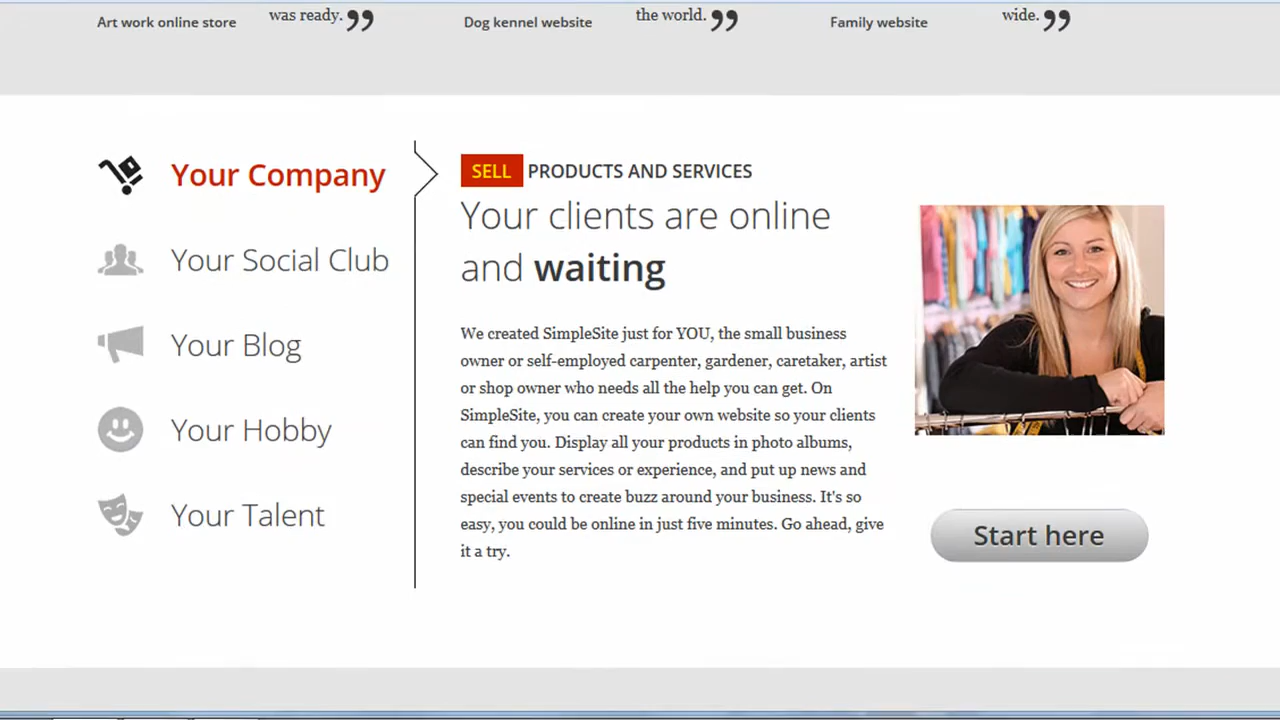 was ready.”
Art work online store
the world.”
Dog kennel website
wide.”
Family website
Your Company
Your Social Club
Your Blog
Your Hobby
Your Talent
SELL PRODUCTS AND SERVICES
Your clients are online
and waiting
We created SimpleSite just for YOU, the small business
owner or self-employed carpenter, gardener, caretaker, artist
or shop owner who needs all the help you can get. On
SimpleSite, you can create your own website so your clients
can find you. Display all your products in photo albums,
describe your services or experience, and put up news and
special events to create buzz around your business. It's so
easy, you could be online in just five minutes. Go ahead, give
it a try.
Start here